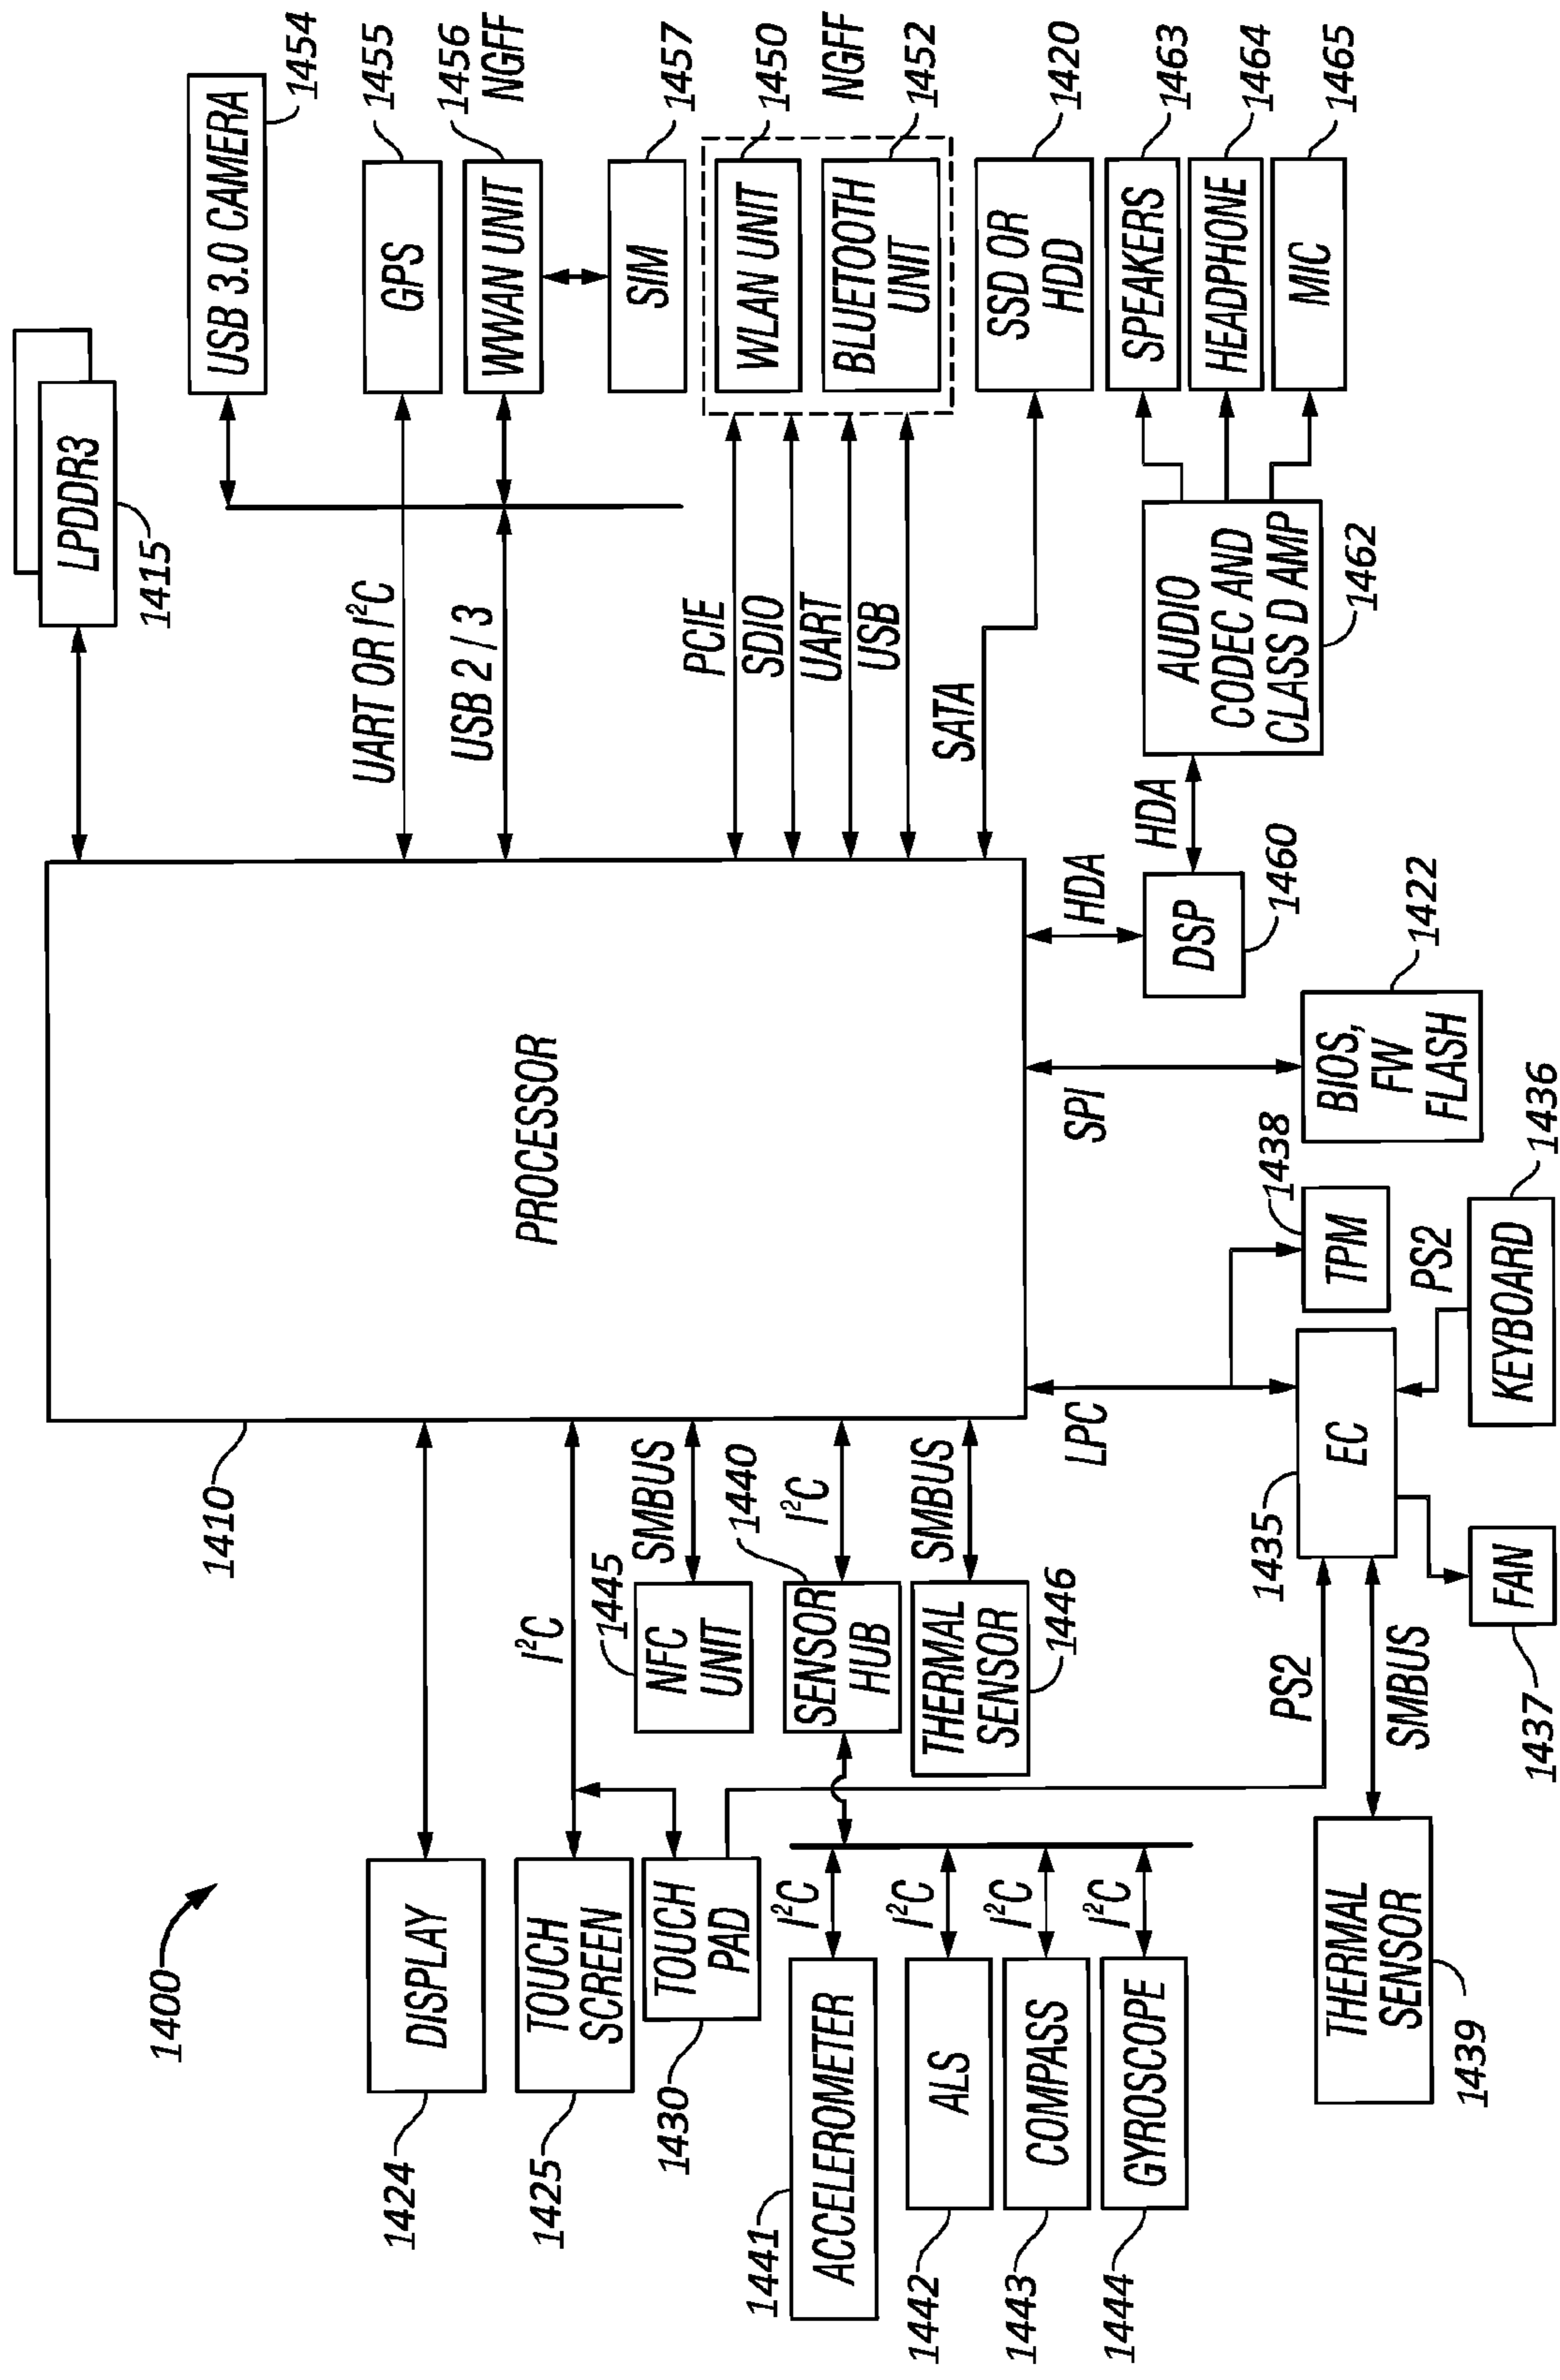 1400
LPDDR3
1415
USB 3.0 CAMERA
1454
1410
PROCESSOR
DISPLAY
1424
UART OR I²C
GPS
1455
USB 2 / 3
WWAN UNIT
1456
NGFF
SIM
1457
TOUCH
SCREEN
1425
I²C
TOUCH
PAD
1430
NFC
UNIT
1445
SMBUS
PCIE
SDIO
UART
USB
WLAN UNIT
1450
NGFF
BLUETOOTH
UNIT
1452
SENSOR
HUB
1440
I²C
THERMAL
SENSOR
1446
SMBUS
SATA
SSD OR
HDD
1420
ACCELEROMETER
1441
I²C
ALS
1442
I²C
COMPASS
1443
I²C
GYROSCOPE
1444
I²C
LPC
SPI
HDA
DSP
1460
HDA
AUDIO
CODEC AND
CLASS D AMP
1462
SPEAKERS
1463
HEADPHONE
1464
MIC
1465
THERMAL
SENSOR
1439
PS2
SMBUS
EC
1435
TPM
1438
BIOS,
FW
FLASH
1422
FAN
1437
PS2
KEYBOARD
1436